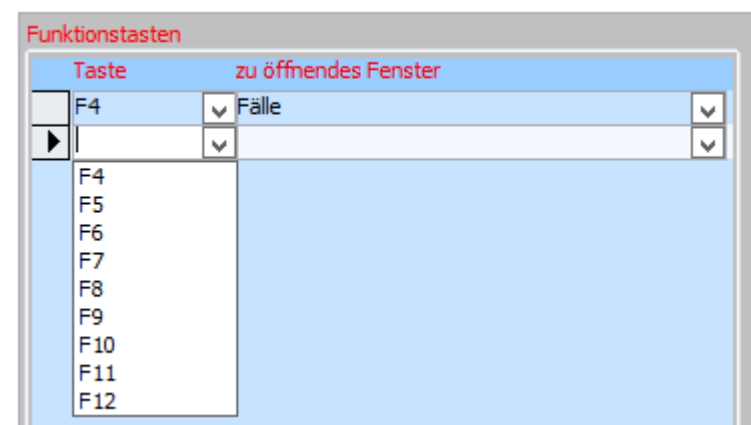 Funktionstasten
Taste zu öffnendes Fenster
F4 Fälle
F4
F5
F6
F7
F8
F9
F10
F11
F12